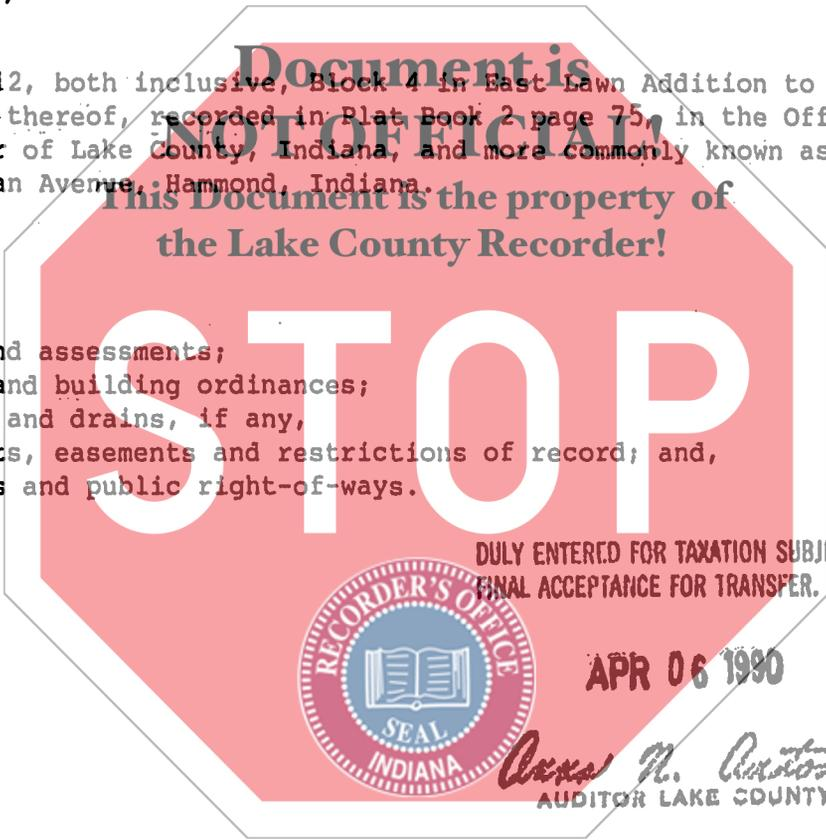 12, both inclusive, Block 4 in East Lawn Addition to
thereof, recorded in Plat Book 2 page 75, in the Off
r of Lake County, Indiana, and more commonly known as
an Avenue, Hammond, Indiana.
Document is
NOT OFFICIAL!
This Document is the property of
the Lake County Recorder!
STOP
nd assessments;
and building ordinances;
and drains, if any,
ts, easements and restrictions of record; and,
s and public right-of-ways.
DULY ENTERED FOR TAXATION SUBJE
FINAL ACCEPTANCE FOR TRANSFER.
APR 06 1990
RECORDER'S OFFICE
SEAL
INDIANA
N.
AUDITOR LAKE COUNTY